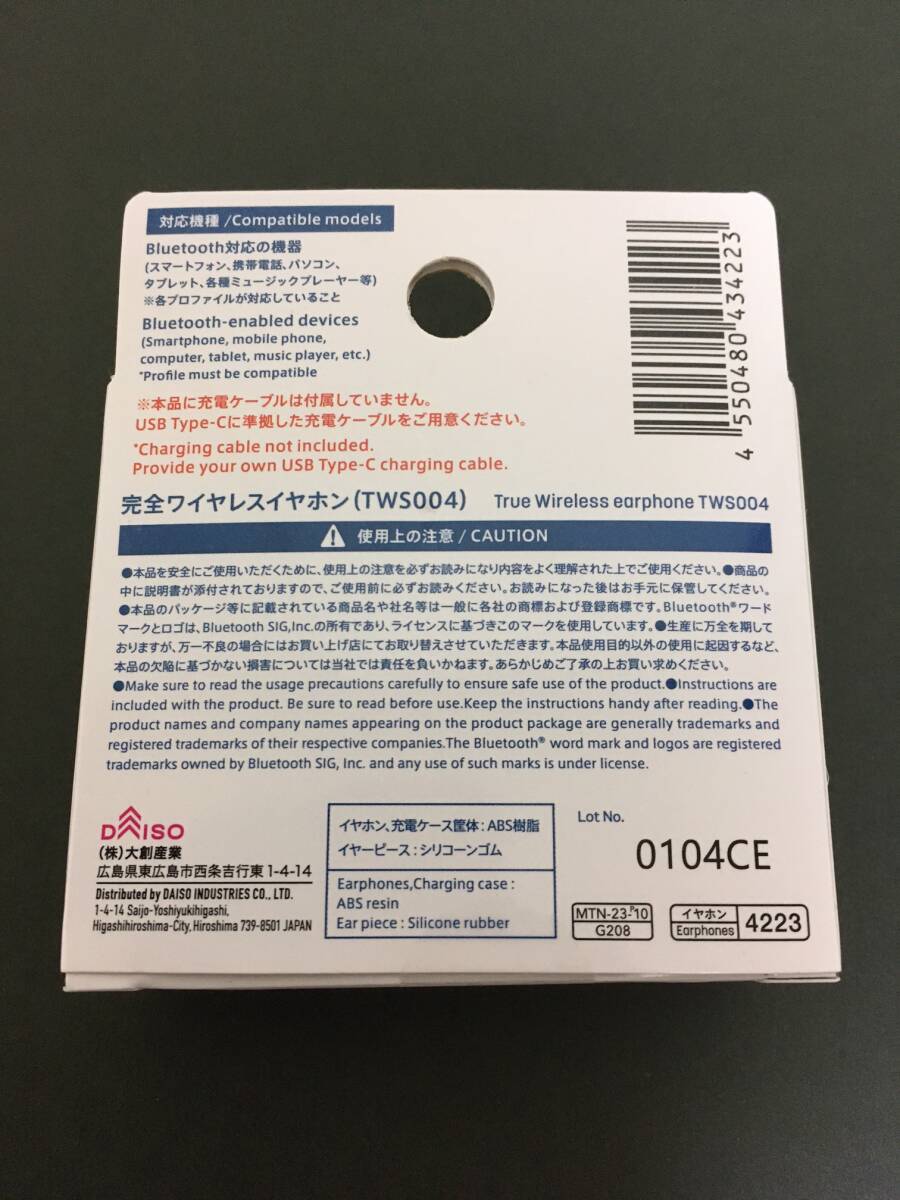 対応機種 /Compatible models
Bluetooth対応の機器
(スマートフォン、携帯電話、パソコン、
タブレット、各種ミュージックプレーヤー等)
※各プロファイルが対応していること
Bluetooth-enabled devices
(Smartphone, mobile phone,
computer, tablet, music player, etc.)
*Profile must be compatible
※本品に充電ケーブルは付属していません。
USB Type-Cに準拠した充電ケーブルをご用意ください。
*Charging cable not included.
Provide your own USB Type-C charging cable.
4 550480 434223
完全ワイヤレスイヤホン(TWS004) True Wireless earphone TWS004
使用上の注意 / CAUTION
●本品を安全にご使用いただくために、使用上の注意を必ずお読みになり内容をよく理解された上でご使用ください。●商品の
中に説明書が添付されておりますので、ご使用前に必ずお読みください。お読みになった後はお手元に保管してください。
●本品のパッケージ等に記載されている商品名や社名等は一般に各社の商標および登録商標です。Bluetooth®ワード
マークとロゴは、Bluetooth SIG,Inc.の所有であり、ライセンスに基づきこのマークを使用しています。●生産に万全を期して
おりますが、万一不良の場合にはお買い上げ店にてお取り替えさせていただきます。本品使用目的以外の使用に起因するなど、
本品の欠陥に基づかない損害については当社では責任を負いかねます。あらかじめご了承の上お買い求めください。
●Make sure to read the usage precautions carefully to ensure safe use of the product.●Instructions are
included with the product. Be sure to read before use.Keep the instructions handy after reading.●The
product names and company names appearing on the product package are generally trademarks and
registered trademarks of their respective companies.The Bluetooth® word mark and logos are registered
trademarks owned by Bluetooth SIG, Inc. and any use of such marks is under license.
DAISO
(株)大創産業
広島県東広島市西条吉行東1-4-14
Distributed by DAISO INDUSTRIES CO., LTD.
1-4-14 Saijo-Yoshiyukihigashi,
Higashihiroshima-City, Hiroshima 739-8501 JAPAN
イヤホン、充電ケース筐体:ABS樹脂
イヤーピース:シリコーンゴム
Earphones,Charging case :
ABS resin
Ear piece : Silicone rubber
Lot No.
0104CE
MTN-23-P10
G208
イヤホン
Earphones
4223